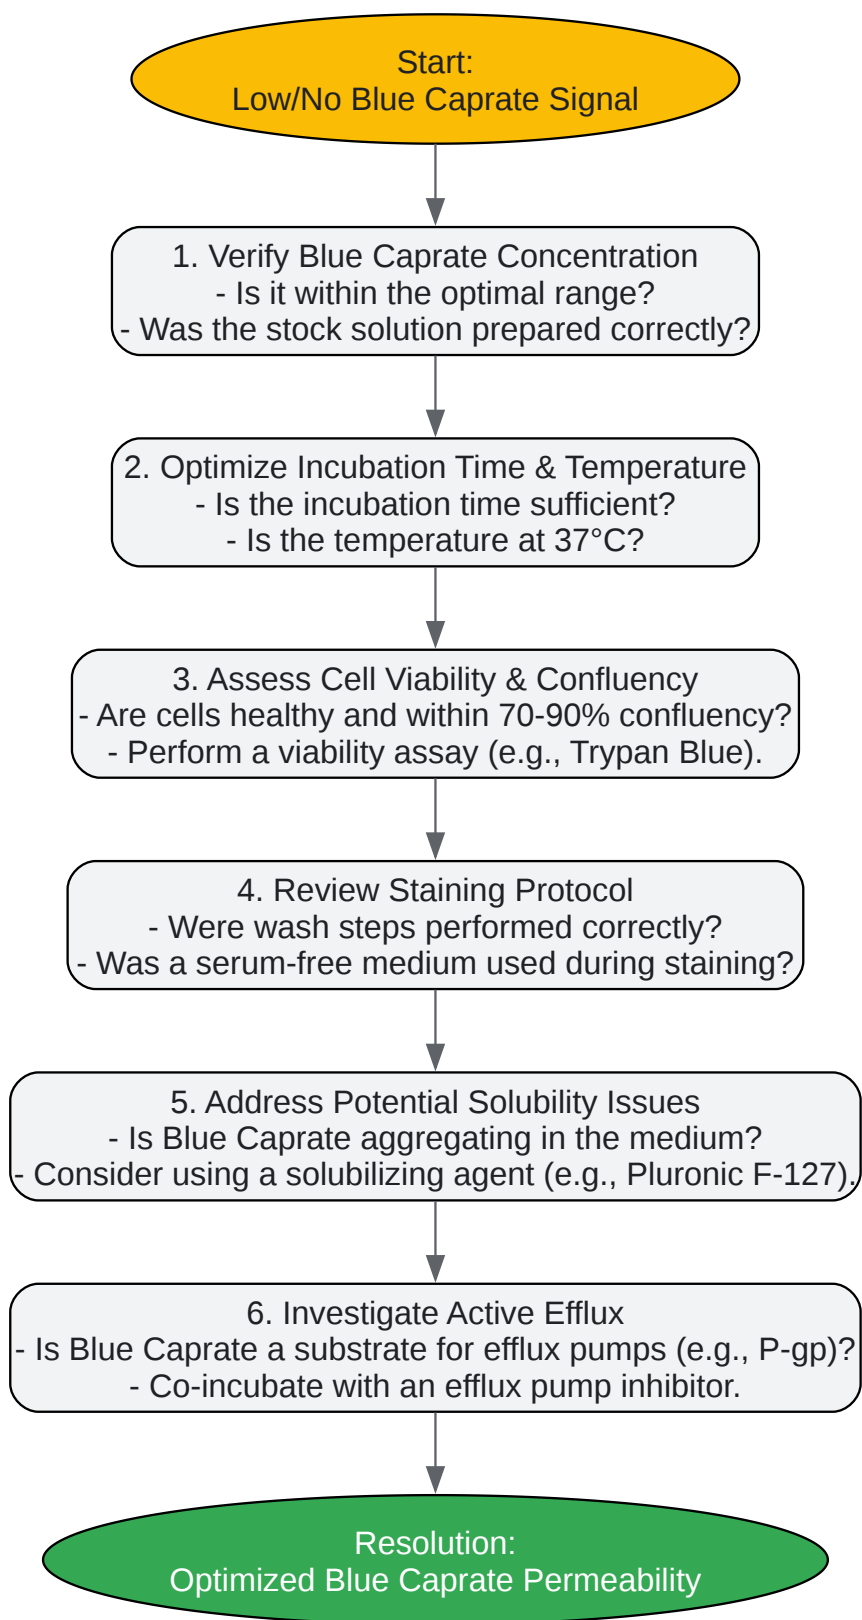 Start:
Low/No Blue Caprate Signal
1. Verify Blue Caprate Concentration
- Is it within the optimal range?
- Was the stock solution prepared correctly?
2. Optimize Incubation Time & Temperature
- Is the incubation time sufficient?
- Is the temperature at 37°C?
3. Assess Cell Viability & Confluency
- Are cells healthy and within 70-90% confluency?
- Perform a viability assay (e.g., Trypan Blue).
4. Review Staining Protocol
- Were wash steps performed correctly?
- Was a serum-free medium used during staining?
5. Address Potential Solubility Issues
- Is Blue Caprate aggregating in the medium?
- Consider using a solubilizing agent (e.g., Pluronic F-127).
6. Investigate Active Efflux
- Is Blue Caprate a substrate for efflux pumps (e.g., P-gp)?
- Co-incubate with an efflux pump inhibitor.
Resolution:
Optimized Blue Caprate Permeability